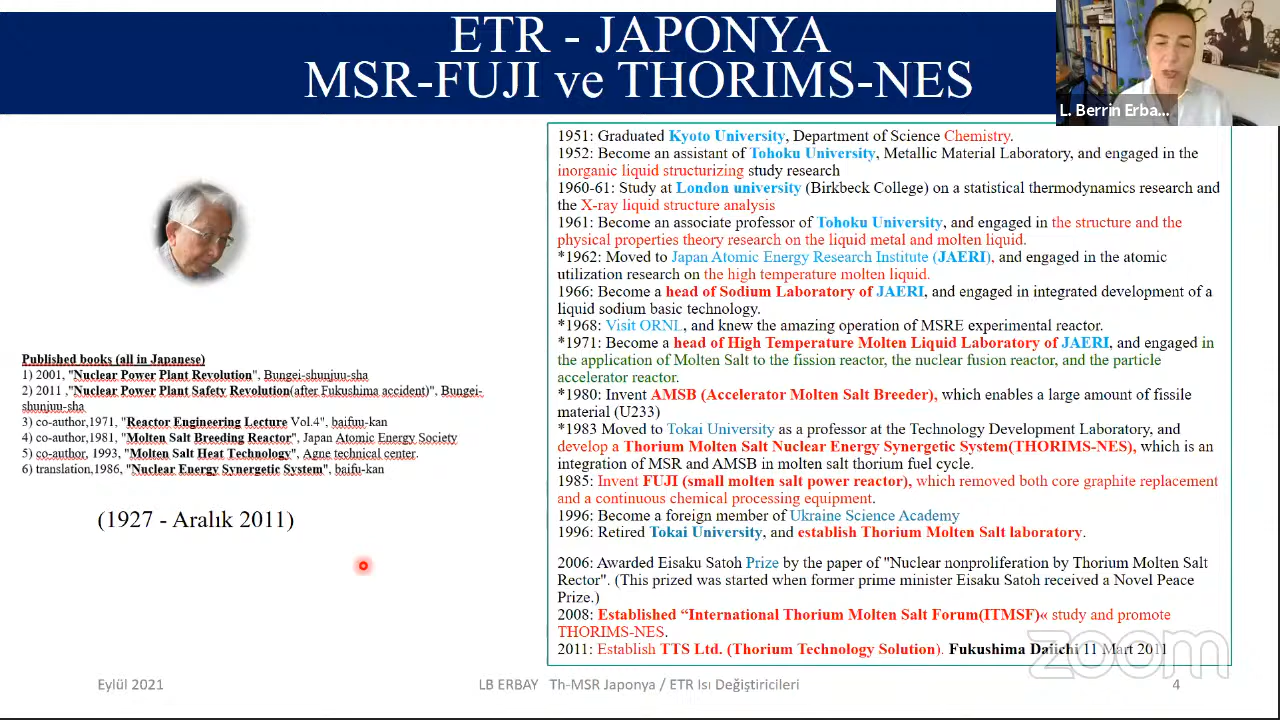 ETR - JAPONYA
MSR-FUJI ve THORIMS-NES
L. Berrin Erba...
Published books (all in Japanese)
1) 2001, "Nuclear Power Plant Revolution", Bungei-shunjuu-sha
2) 2011 ,"Nuclear Power Plant Safety Revolution(after Fukushima accident)", Bungei-
shunjuu-sha
3) co-author,1971, "Reactor Engineering Lecture Vol.4", baifuu-kan
4) co-author,1981, "Molten Salt Breeding Reactor", Japan Atomic Energy Society
5) co-author, 1993, "Molten Salt Heat Technology", Agne technical center.
6) translation,1986, "Nuclear Energy Synergetic System", baifu-kan
(1927 - Aralık 2011)
1951: Graduated Kyoto University, Department of Science Chemistry.
1952: Become an assistant of Tohoku University, Metallic Material Laboratory, and engaged in the
inorganic liquid structurizing study research
1960-61: Study at London university (Birkbeck College) on a statistical thermodynamics research and
the X-ray liquid structure analysis
1961: Become an associate professor of Tohoku University, and engaged in the structure and the
physical properties theory research on the liquid metal and molten liquid.
*1962: Moved to Japan Atomic Energy Research Institute (JAERI), and engaged in the atomic
utilization research on the high temperature molten liquid.
1966: Become a head of Sodium Laboratory of JAERI, and engaged in integrated development of a
liquid sodium basic technology.
*1968: Visit ORNL, and knew the amazing operation of MSRE experimental reactor.
*1971: Become a head of High Temperature Molten Liquid Laboratory of JAERI, and engaged in
the application of Molten Salt to the fission reactor, the nuclear fusion reactor, and the particle
accelerator reactor.
*1980: Invent AMSB (Accelerator Molten Salt Breeder), which enables a large amount of fissile
material (U233)
*1983 Moved to Tokai University as a professor at the Technology Development Laboratory, and
develop a Thorium Molten Salt Nuclear Energy Synergetic System(THORIMS-NES), which is an
integration of MSR and AMSB in molten salt thorium fuel cycle.
1985: Invent FUJI (small molten salt power reactor), which removed both core graphite replacement
and a continuous chemical processing equipment.
1996: Become a foreign member of Ukraine Science Academy
1996: Retired Tokai University, and establish Thorium Molten Salt laboratory.
2006: Awarded Eisaku Satoh Prize by the paper of "Nuclear nonproliferation by Thorium Molten Salt
Rector". (This prized was started when former prime minister Eisaku Satoh received a Novel Peace
Prize.)
2008: Established “International Thorium Molten Salt Forum(ITMSF)« study and promote
THORIMS-NES.
2011: Establish TTS Ltd. (Thorium Technology Solution). Fukushima Daiichi 11 Mart 2011
zoom
Eylül 2021
LB ERBAY Th-MSR Japonya / ETR Isı Değiştiricileri
4